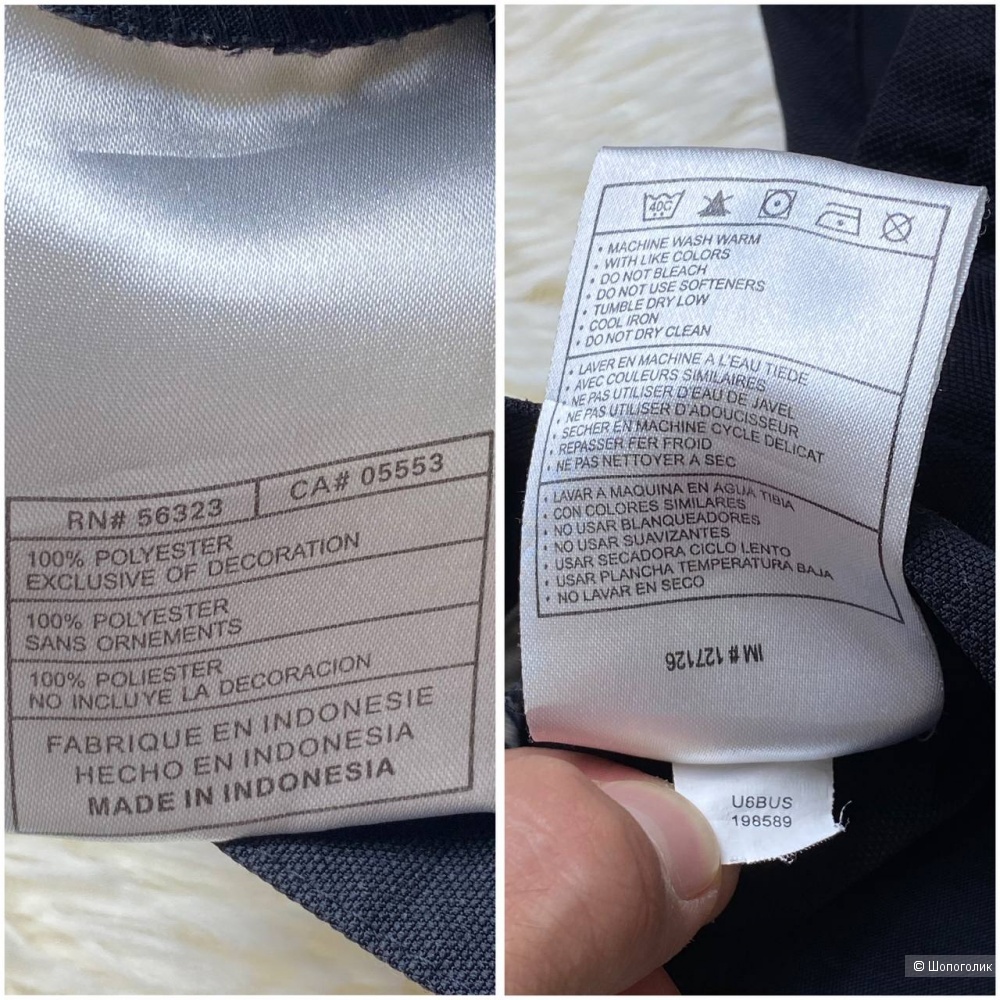 RN# 56323
CA# 05553
100% POLYESTER
EXCLUSIVE OF DECORATION
100% POLYESTER
SANS ORNEMENTS
100% POLIESTER
NO INCLUYE LA DECORACION
FABRIQUE EN INDONESIE
HECHO EN INDONESIA
MADE IN INDONESIA
40C
• MACHINE WASH WARM
• WITH LIKE COLORS
• DO NOT BLEACH
• DO NOT USE SOFTENERS
• TUMBLE DRY LOW
• COOL IRON
• DO NOT DRY CLEAN
• LAVER EN MACHINE A L'EAU TIEDE
• AVEC COULEURS SIMILAIRES
• NE PAS UTILISER D'EAU DE JAVEL
• NE PAS UTILISER D'ADOUCISSEUR
• SECHER EN MACHINE CYCLE DELICAT
• REPASSER FER FROID
• NE PAS NETTOYER A SEC
• LAVAR A MAQUINA EN AGUA TIBIA
• CON COLORES SIMILARES
• NO USAR BLANQUEADORES
• NO USAR SUAVIZANTES
• USAR SECADORA CICLO LENTO
• USAR PLANCHA TEMPERATURA BAJA
• NO LAVAR EN SECO
IM# 127126
U6BUS
198589
© Шопоголик